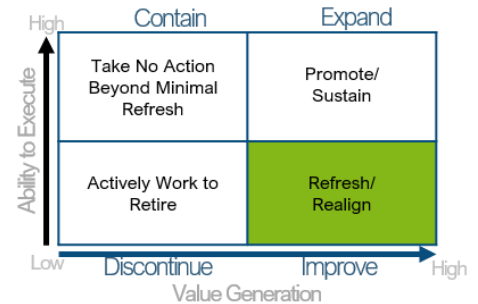 High
Contain
Expand
Take No Action
Beyond Minimal
Refresh
Promote/
Sustain
Ability to Execute
Actively Work to
Retire
Refresh/
Realign
Low
Discontinue
Improve
High
Value Generation